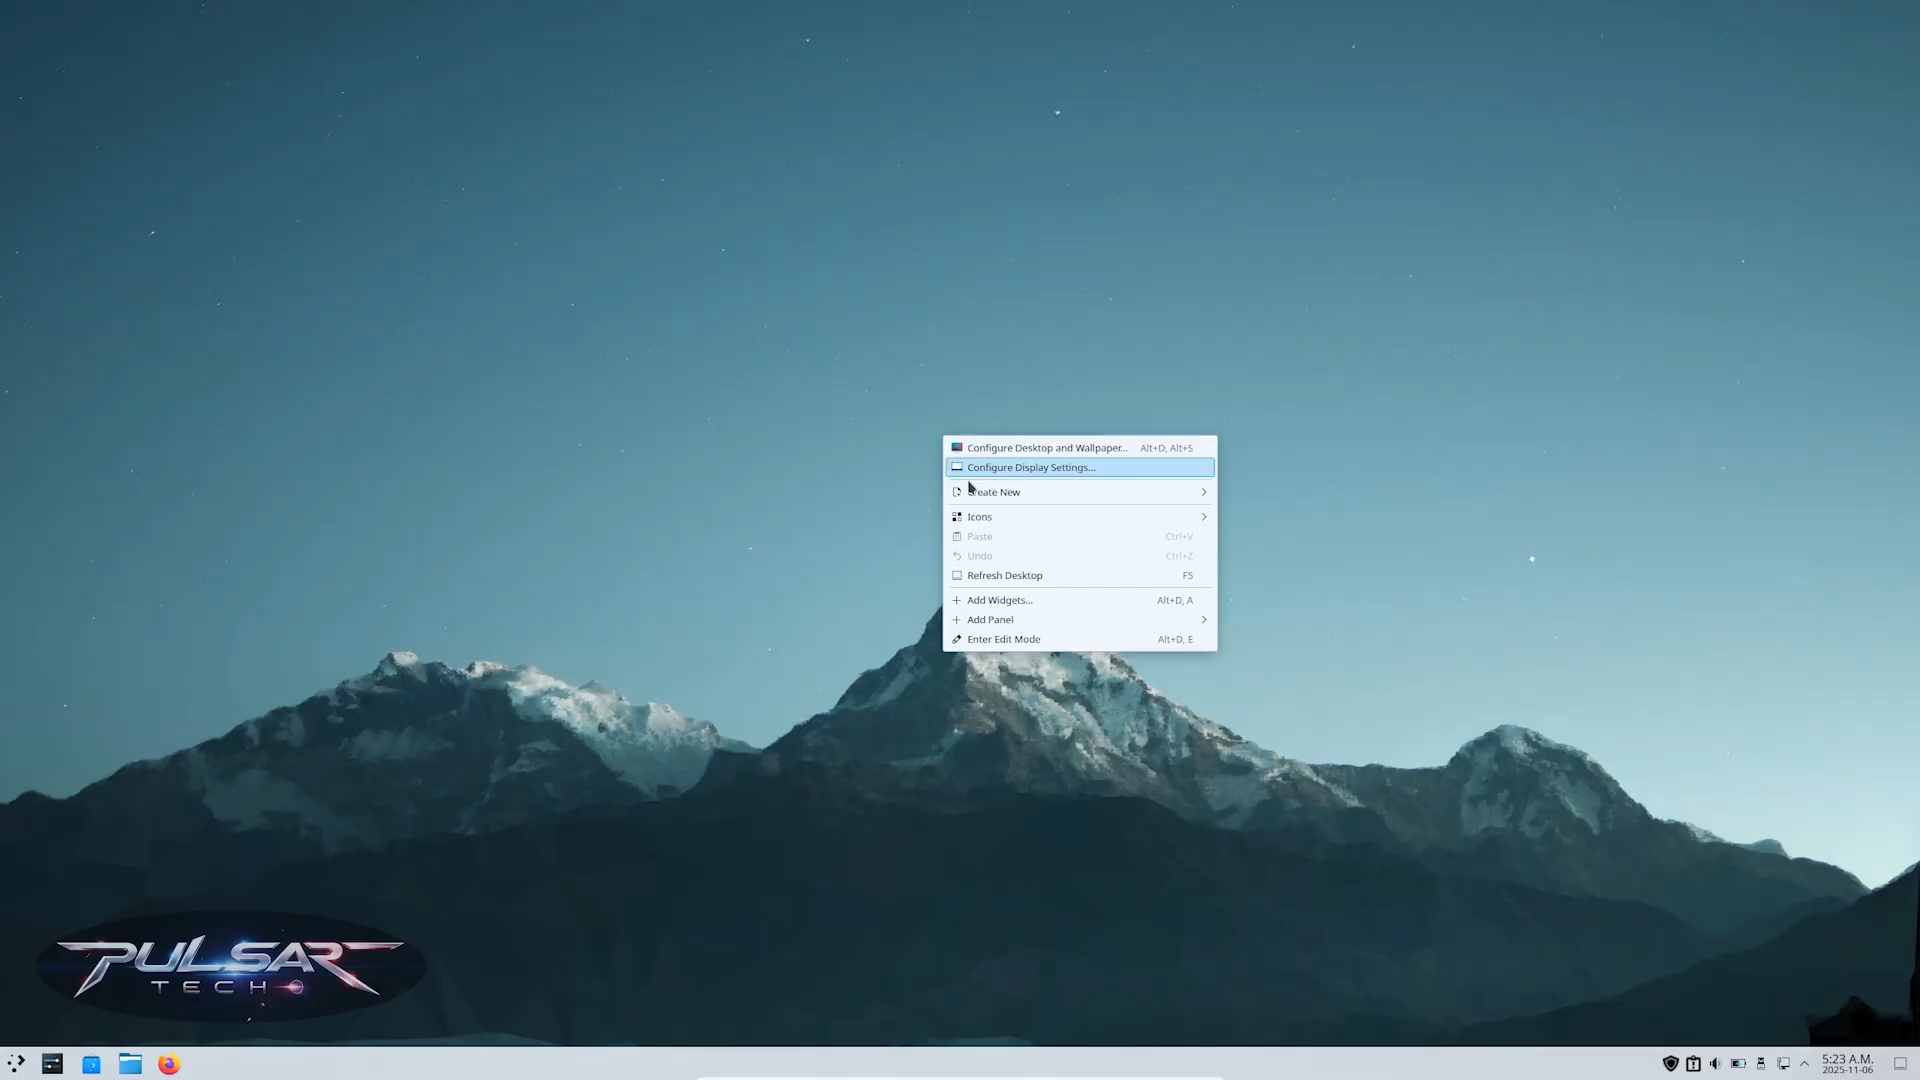 Configure Desktop and Wallpaper... Alt+D, Alt+S
Configure Display Settings...
Create New
Icons
Paste Ctrl+V
Undo Ctrl+Z
Refresh Desktop F5
Add Widgets... Alt+D, A
Add Panel
Enter Edit Mode Alt+D, E
PULSAR
TECH
5:23 A.M.
2025-11-06